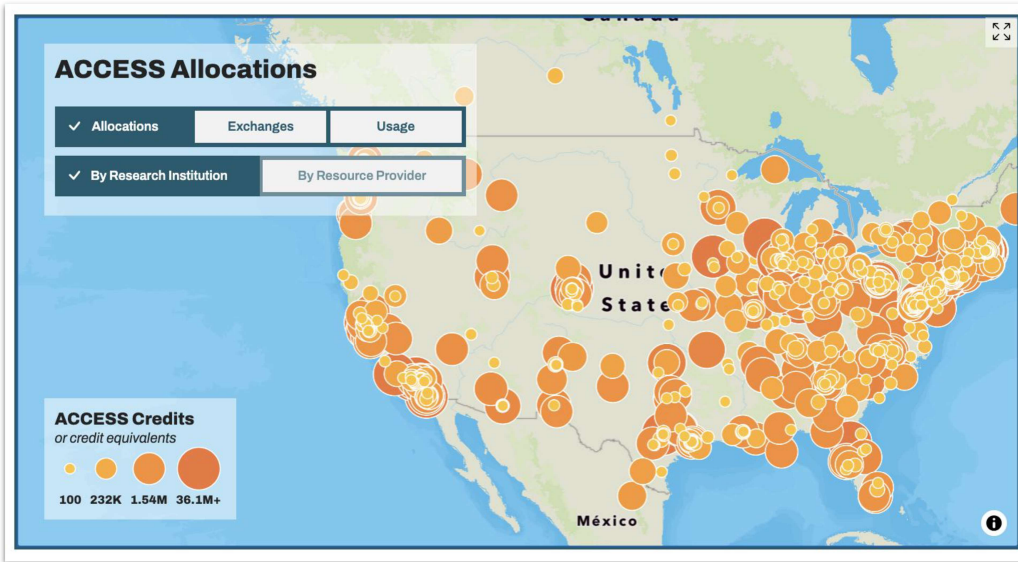 Canada
ACCESS Allocations
Allocations Exchanges Usage
By Research Institution By Resource Provider
Unite
State
ACCESS Credits
or credit equivalents
100 232K 1.54M 36.1M+
México
i